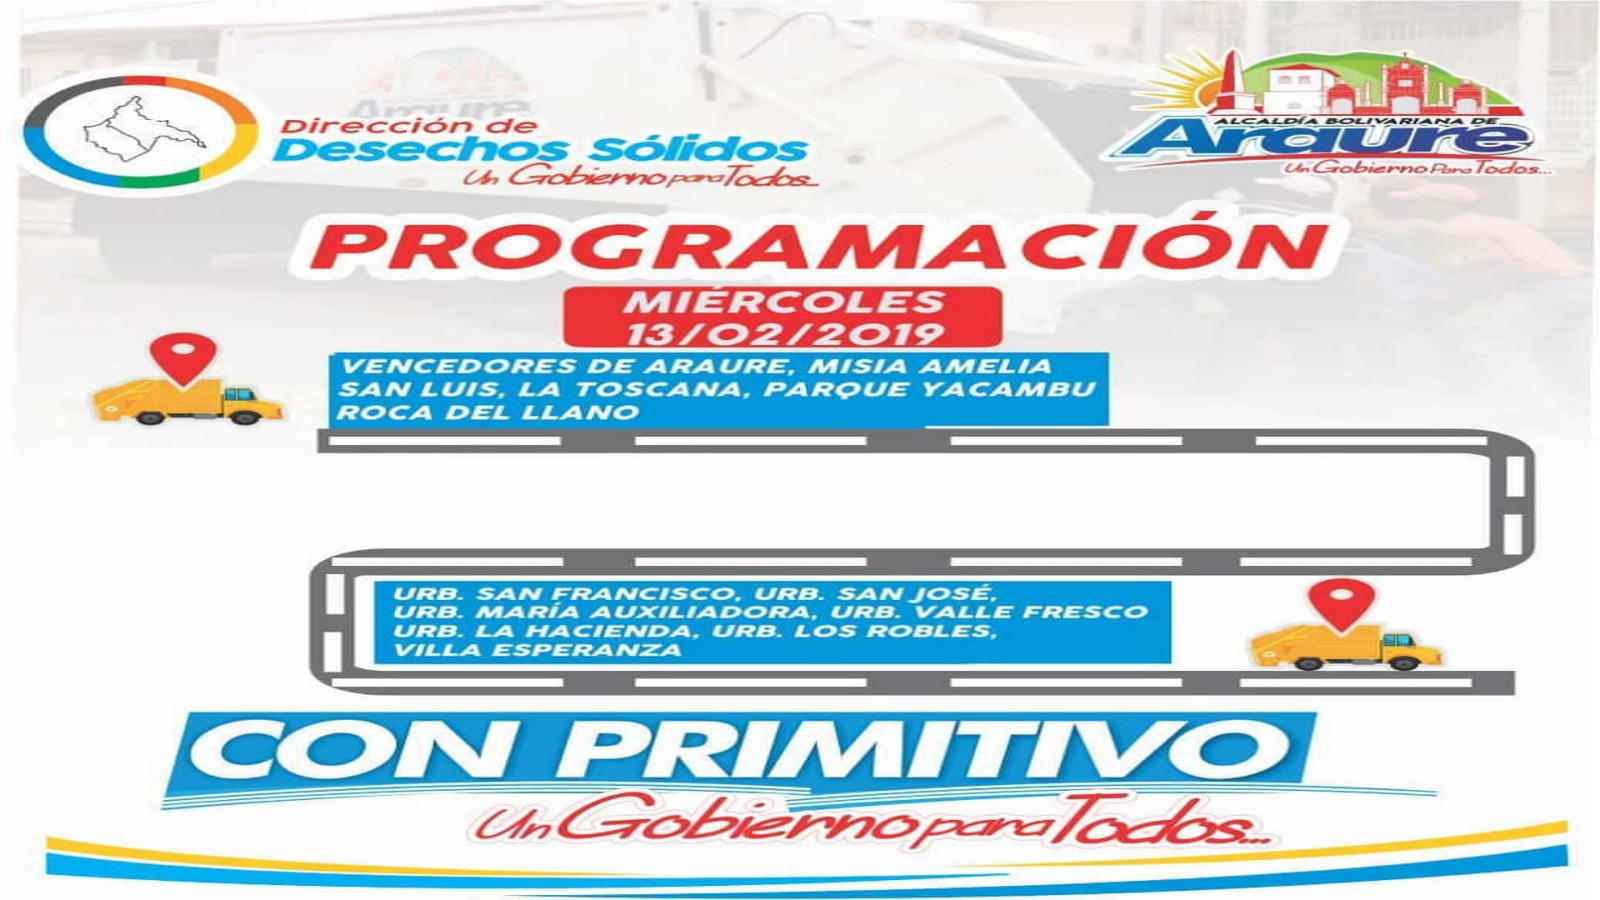 Dirección de
Desechos Sólidos
Un Gobierno para Todos...
Araure
ALCALDÍA BOLIVARIANA DE
Araure
Un Gobierno Para Todos...
PROGRAMACIÓN
MIÉRCOLES
13/02/2019
VENCEDORES DE ARAURE, MISIA AMELIA
SAN LUIS, LA TOSCANA, PARQUE YACAMBU
ROCA DEL LLANO
URB. SAN FRANCISCO, URB. SAN JOSÉ,
URB. MARÍA AUXILIADORA, URB. VALLE FRESCO
URB. LA HACIENDA, URB. LOS ROBLES,
VILLA ESPERANZA
CON PRIMITIVO
Un Gobierno para Todos...